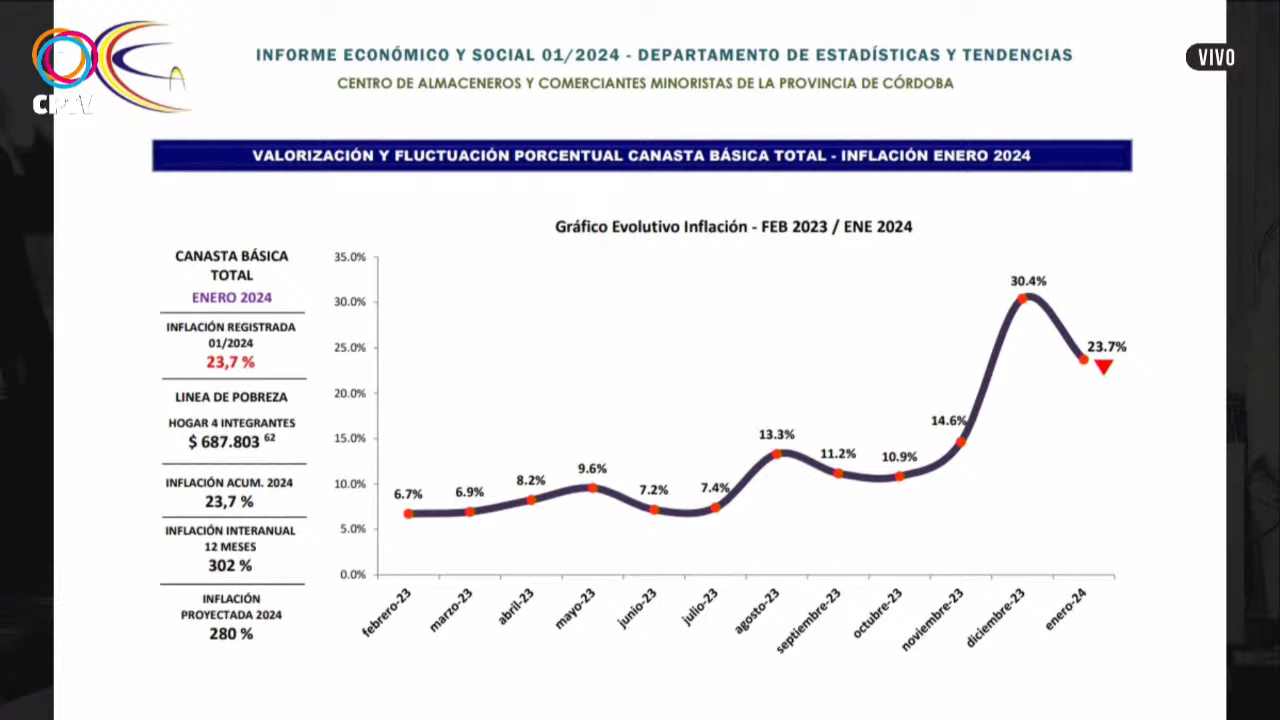 INFORME ECONÓMICO Y SOCIAL 01/2024 - DEPARTAMENTO DE ESTADÍSTICAS Y TENDENCIAS
CENTRO DE ALMACENEROS Y COMERCIANTES MINORISTAS DE LA PROVINCIA DE CÓRDOBA
VIVO
VALORIZACIÓN Y FLUCTUACIÓN PORCENTUAL CANASTA BÁSICA TOTAL - INFLACIÓN ENERO 2024
CANASTA BÁSICA
TOTAL
ENERO 2024
INFLACIÓN REGISTRADA
01/2024
23,7 %
LINEA DE POBREZA
HOGAR 4 INTEGRANTES
$ 687.803 62
INFLACIÓN ACUM. 2024
23,7 %
INFLACIÓN INTERANUAL
12 MESES
302 %
INFLACIÓN
PROYECTADA 2024
280 %
Gráfico Evolutivo Inflación - FEB 2023 / ENE 2024
35.0%
30.0%
25.0%
20.0%
15.0%
10.0%
5.0%
0.0%
6.7%
6.9%
8.2%
9.6%
7.2%
7.4%
13.3%
11.2%
10.9%
14.6%
30.4%
23.7%
febrero-23
marzo-23
abril-23
mayo-23
junio-23
julio-23
agosto-23
septiembre-23
octubre-23
noviembre-23
diciembre-23
enero-24